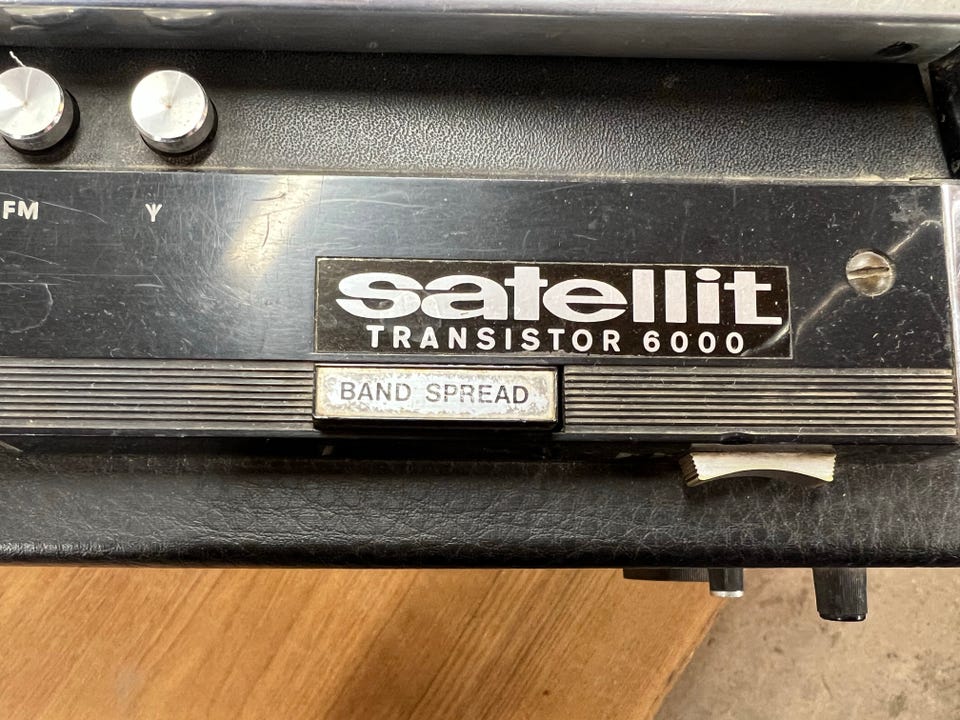 FM
satellit
TRANSISTOR 6000
BAND SPREAD